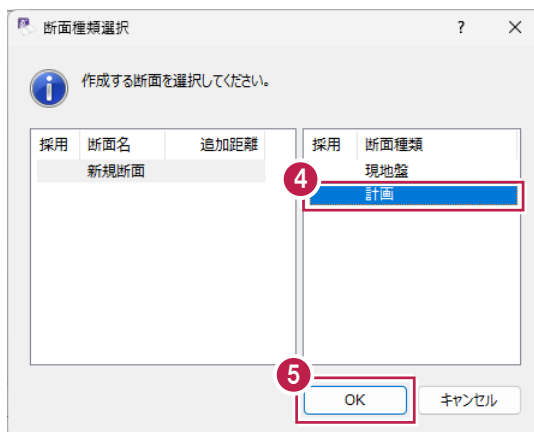 断面種類選択 ? ×
作成する断面を選択してください。
採用 断面名 追加距離
新規断面
採用 断面種類
現地盤
4
計画
5
OK キャンセル